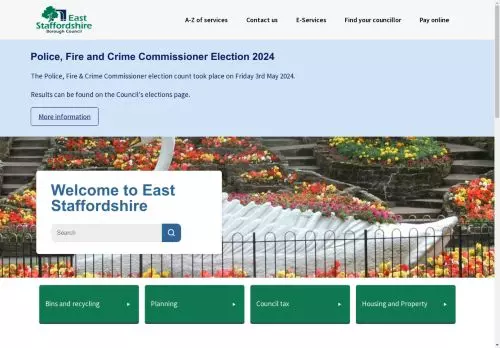 East
Staffordshire
Borough Council
A-Z of services
Contact us
E-Services
Find your councillor
Pay online
Police, Fire and Crime Commissioner Election 2024
The Police, Fire & Crime Commissioner election count took place on Friday 3rd May 2024.
Results can be found on the Council's elections page.
More information
Welcome to East
Staffordshire
Search
Bins and recycling
Planning
Council tax
Housing and Property